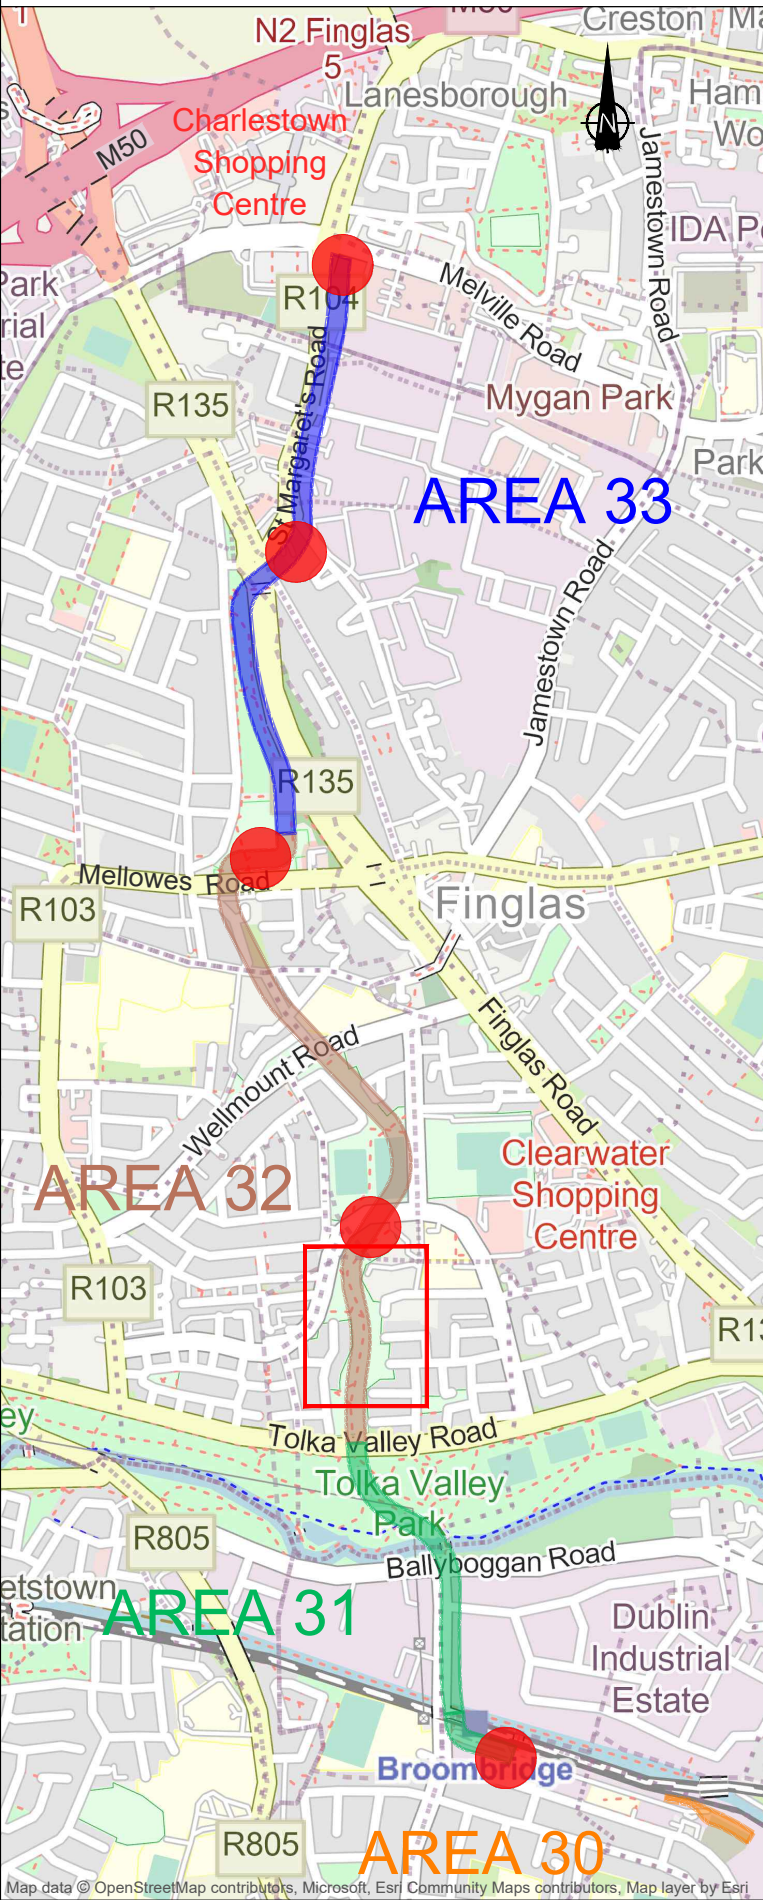 M50
Creston
N2 Finglas
5
Lanesborough
Charlestown
Shopping
Centre
M50
N
Jamestown Road
IDA
R104
Melville Road
St Margaret's Road
R135
Mygan Park
Park
AREA 33
Jamestown Road
R135
Mellowes Road
R103
Finglas
Finglas Road
Wellmount Road
Clearwater
Shopping
Centre
AREA 32
R103
Tolka Valley Road
Tolka Valley
Park
R805
Ballyboggan Road
AREA 31
Dublin
Industrial
Estate
Broombridge
R805
AREA 30
Map data © OpenStreetMap contributors, Microsoft, Esri Community Maps contributors, Map layer by Esri